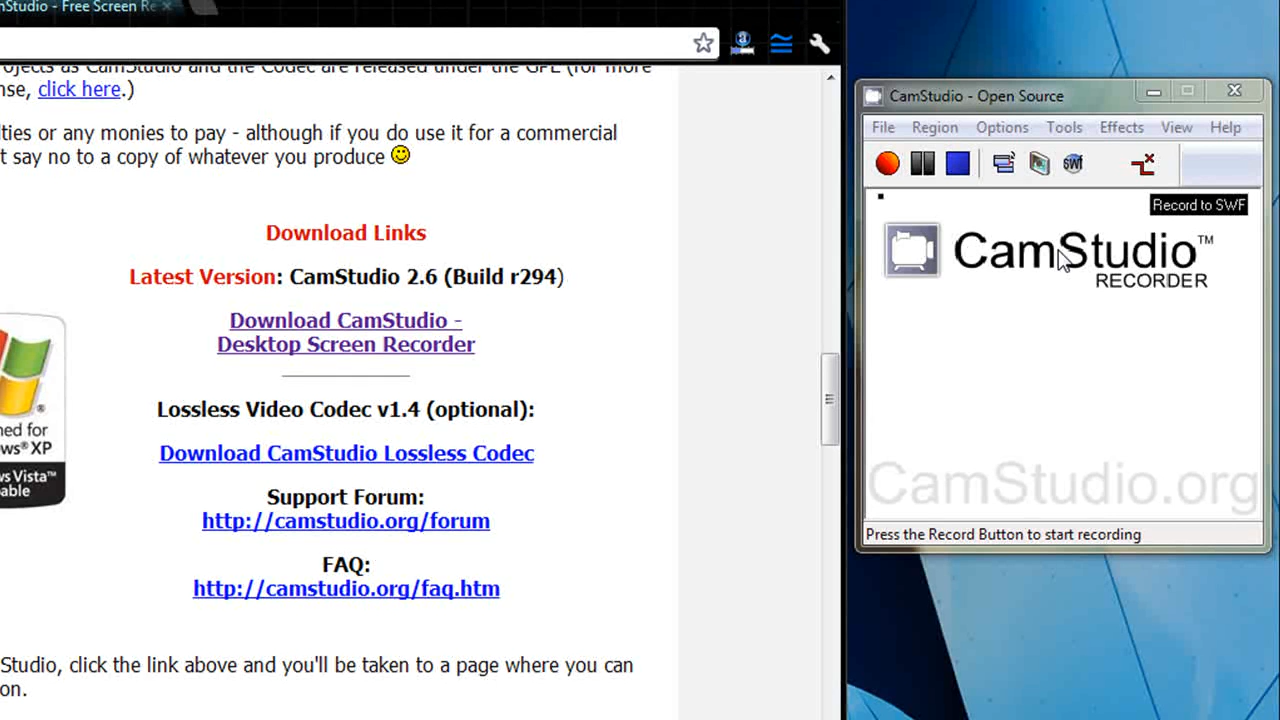 mStudio - Free Screen Re
rojects as CamStudio and the Codec are released under the GPL (for more
nse, click here.)
lties or any monies to pay - although if you do use it for a commercial
t say no to a copy of whatever you produce
Download Links
Latest Version: CamStudio 2.6 (Build r294)
Download CamStudio -
Desktop Screen Recorder
Lossless Video Codec v1.4 (optional):
Download CamStudio Lossless Codec
Support Forum:
http://camstudio.org/forum
FAQ:
http://camstudio.org/faq.htm
ned for
ws® XP
ws Vista™
able
Studio, click the link above and you'll be taken to a page where you can
on.
CamStudio - Open Source
File Region Options Tools Effects View Help
SWF
Record to SWF
CamStudio™
RECORDER
CamStudio.org
Press the Record Button to start recording